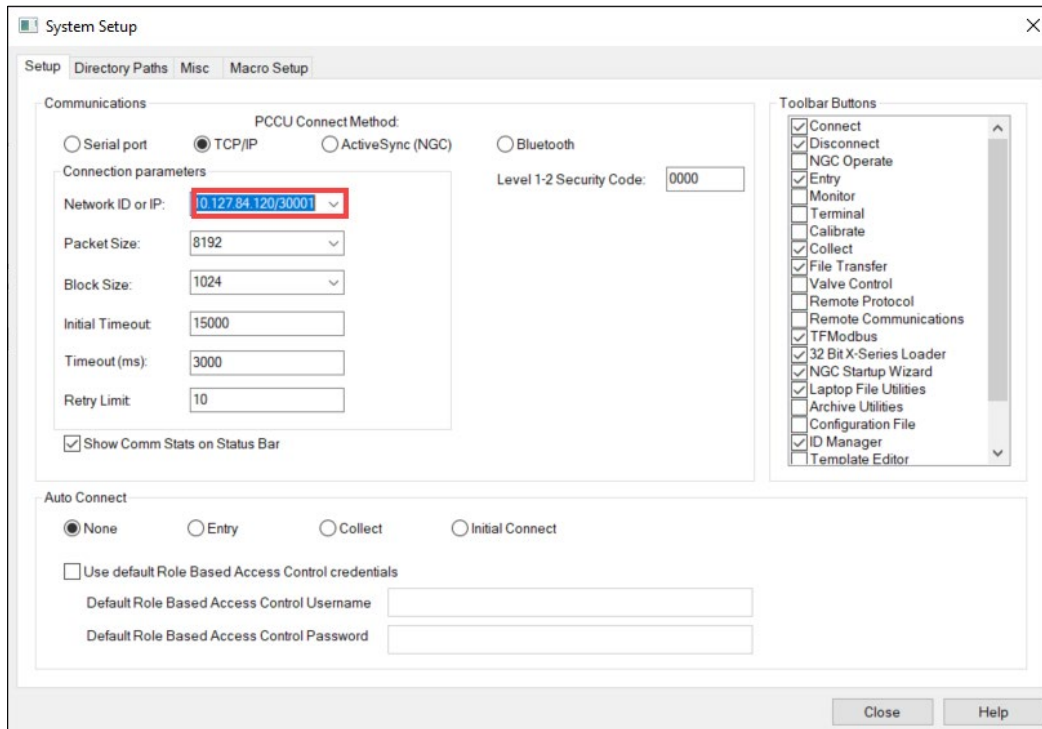 System Setup
Setup Directory Paths Misc Macro Setup
Communications
PCCU Connect Method:
Serial port TCP/IP ActiveSync (NGC) Bluetooth
Connection parameters
Level 1-2 Security Code: 0000
Network ID or IP: 10.127.84.120/30001
Packet Size: 8192
Block Size: 1024
Initial Timeout: 15000
Timeout (ms): 3000
Retry Limit: 10
Show Comm Stats on Status Bar
Toolbar Buttons
Connect
Disconnect
NGC Operate
Entry
Monitor
Terminal
Calibrate
Collect
File Transfer
Valve Control
Remote Protocol
Remote Communications
TFModbus
32 Bit X-Series Loader
NGC Startup Wizard
Laptop File Utilities
Archive Utilities
Configuration File
ID Manager
Template Editor
Auto Connect
None Entry Collect Initial Connect
Use default Role Based Access Control credentials
Default Role Based Access Control Username
Default Role Based Access Control Password
Close Help